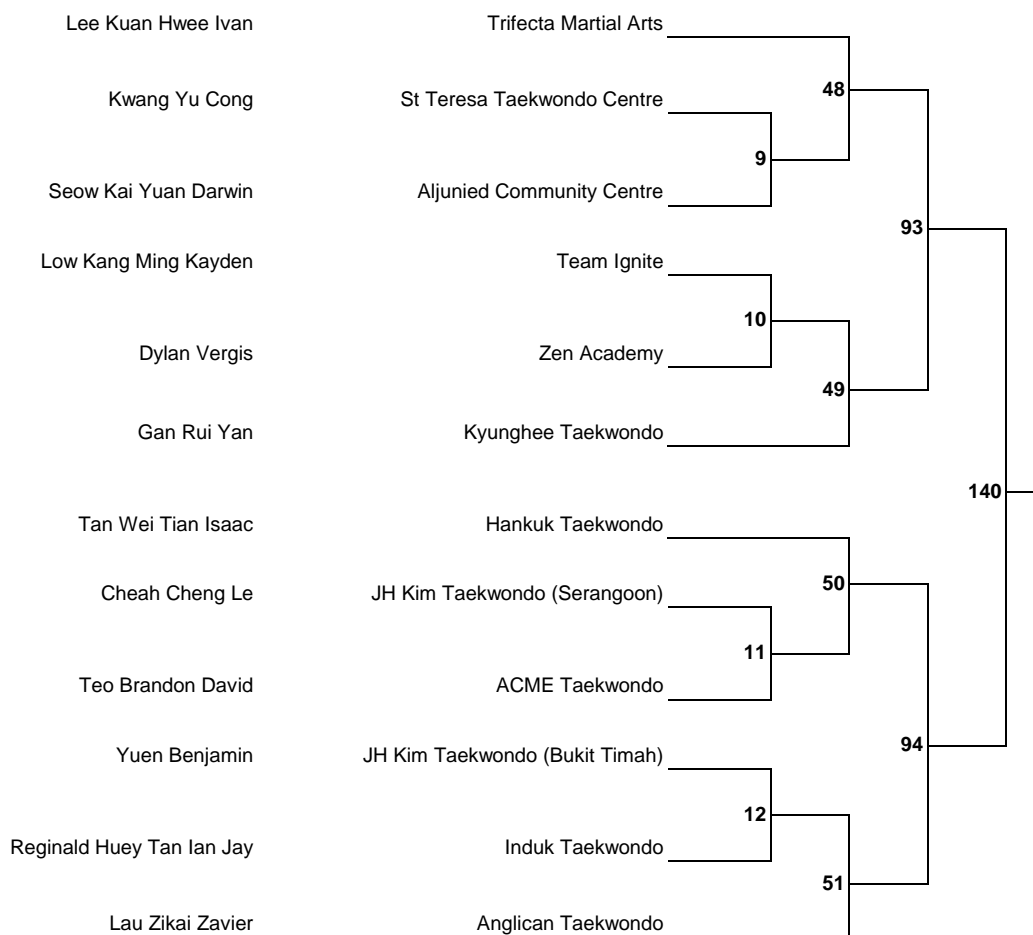 Lee Kuan Hwee Ivan Trifecta Martial Arts
48
Kwang Yu Cong St Teresa Taekwondo Centre
9
Seow Kai Yuan Darwin Aljunied Community Centre
93
Low Kang Ming Kayden Team Ignite
10
Dylan Vergis Zen Academy
49
Gan Rui Yan Kyunghee Taekwondo
140
Tan Wei Tian Isaac Hankuk Taekwondo
50
Cheah Cheng Le JH Kim Taekwondo (Serangoon)
11
Teo Brandon David ACME Taekwondo
94
Yuen Benjamin JH Kim Taekwondo (Bukit Timah)
12
Reginald Huey Tan Ian Jay Induk Taekwondo
51
Lau Zikai Zavier Anglican Taekwondo